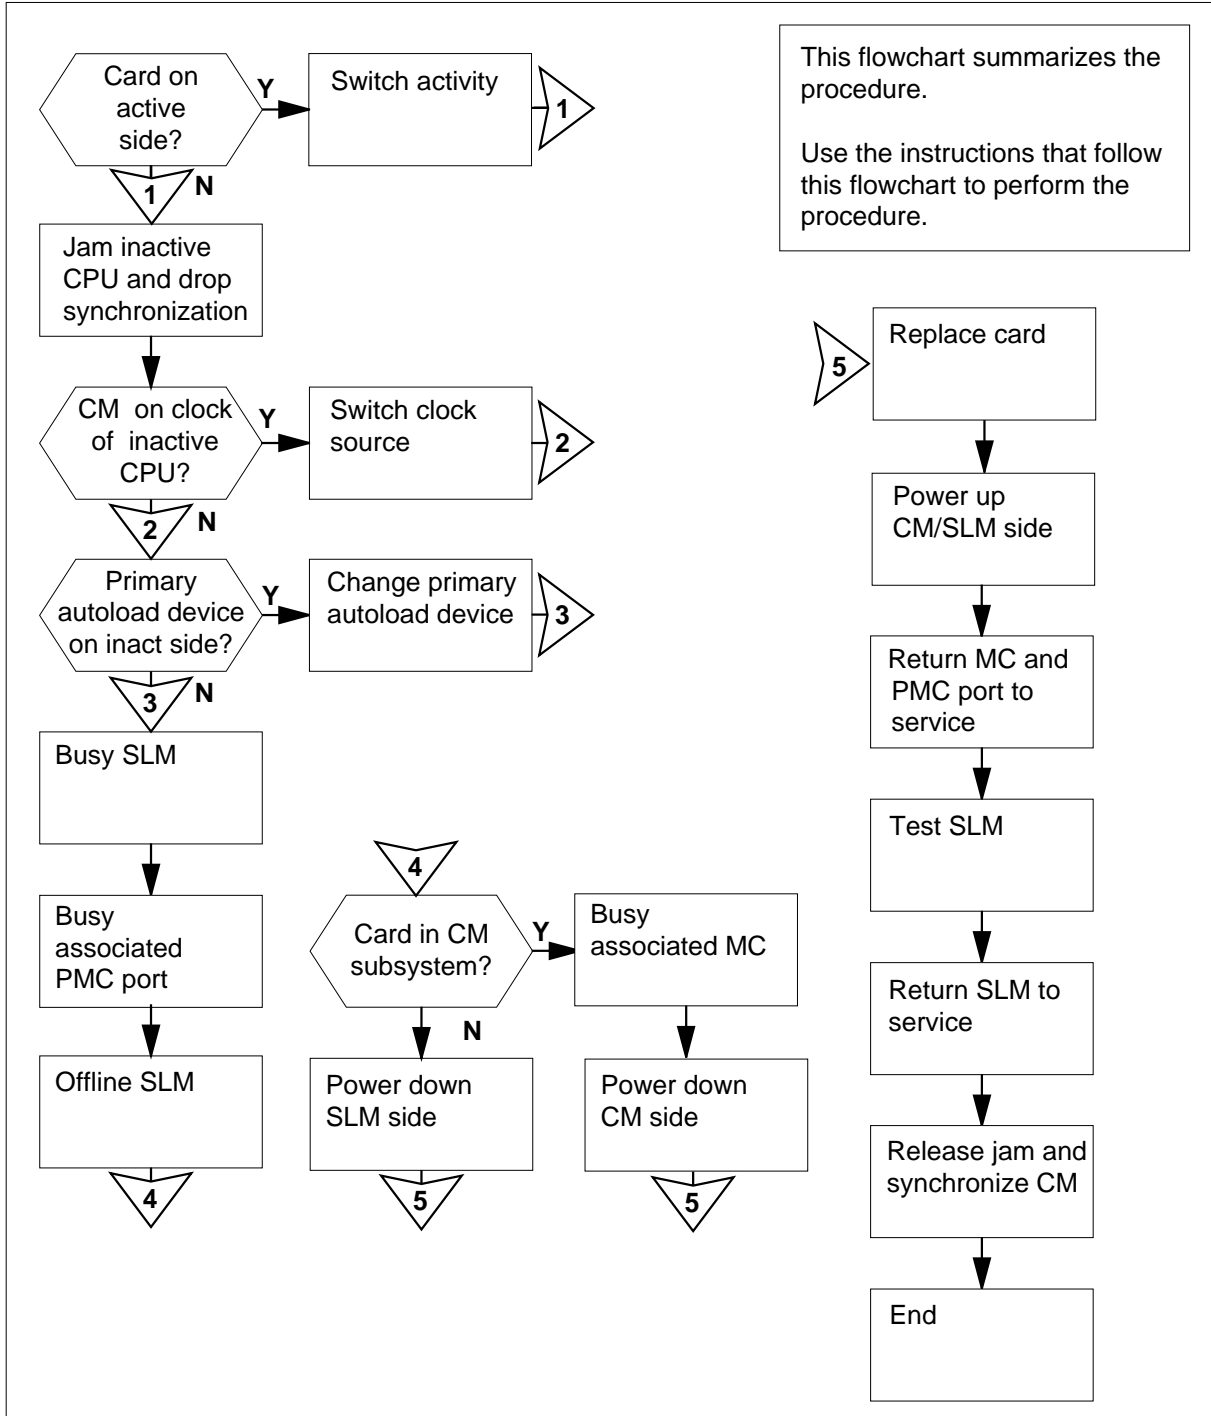 Card on
active
side?
Y
Switch activity
1
1
N
Jam inactive
CPU and drop
synchronization
CM on clock
of inactive
CPU?
Y
Switch clock
source
2
2
N
Primary
autoload device
on inact side?
Y
Change primary
autoload device
3
3
N
Busy SLM
Busy
associated
PMC port
Offline SLM
4
4
Card in CM
subsystem?
Y
Busy
associated MC
N
Power down
SLM side
Power down
CM side
5
5
This flowchart summarizes the
procedure.
Use the instructions that follow
this flowchart to perform the
procedure.
5
Replace card
Power up
CM/SLM side
Return MC and
PMC port to
service
Test SLM
Return SLM to
service
Release jam and
synchronize CM
End